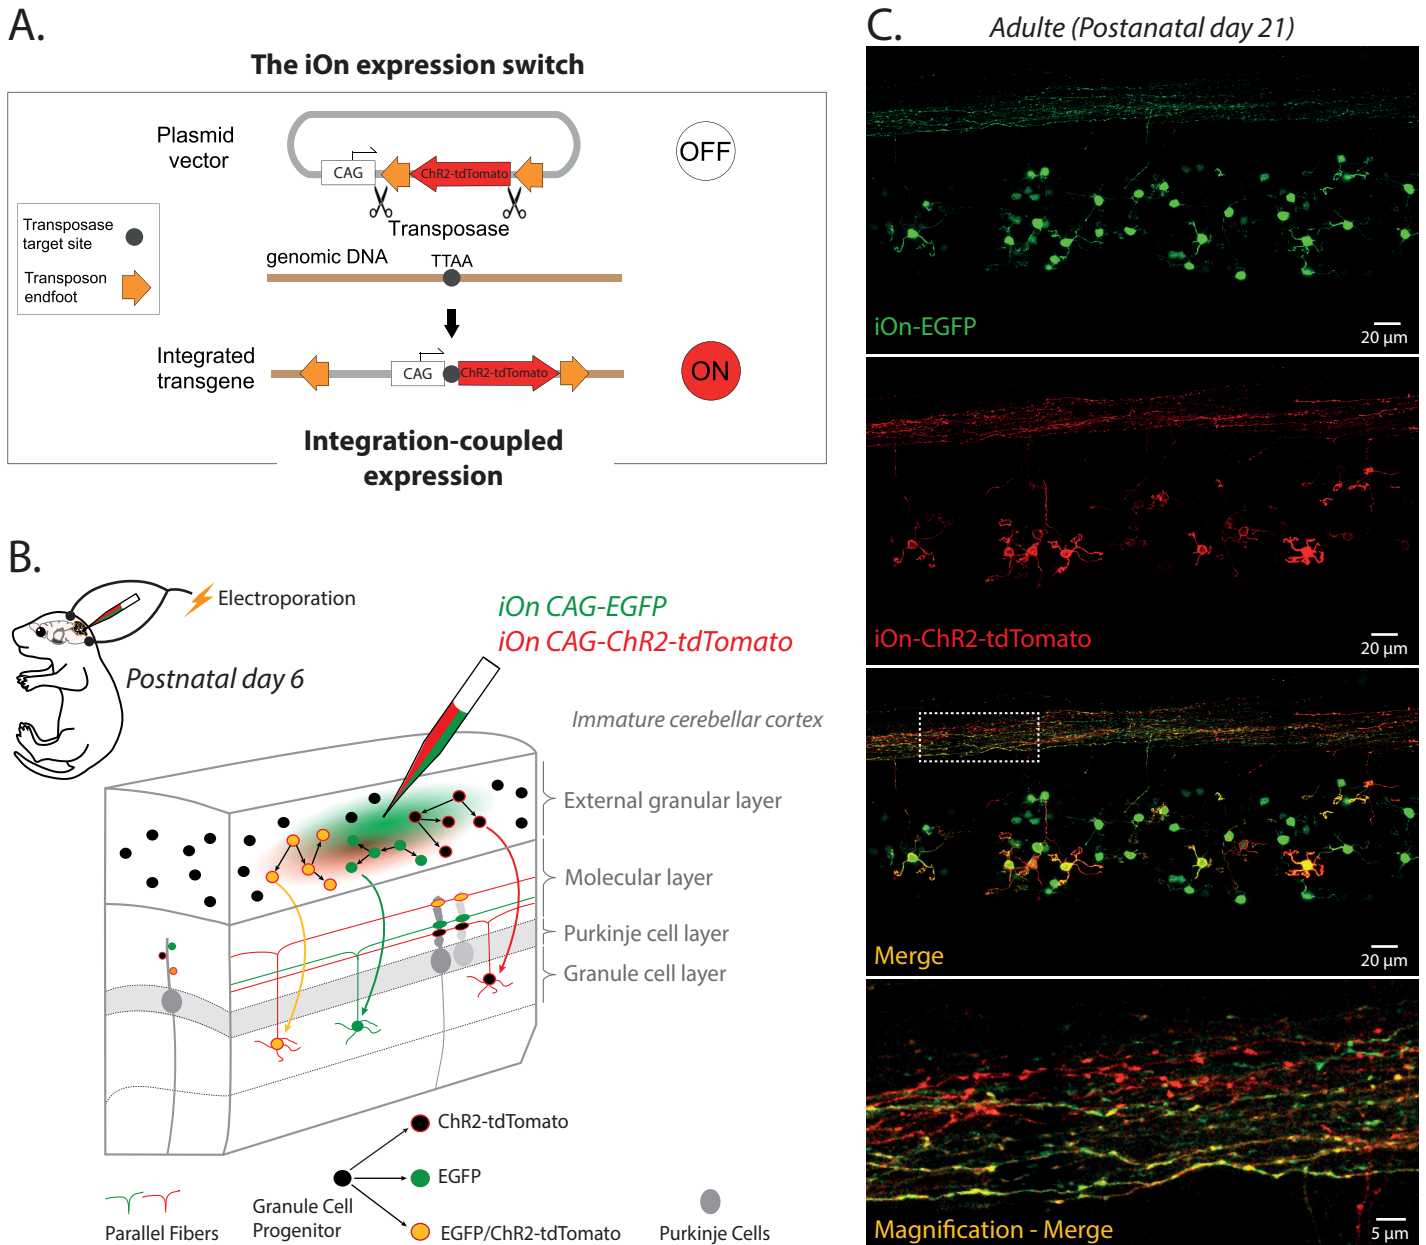 A.
The iOn expression switch
Plasmid
vector
CAG
ChR2-tdTomato
OFF
Transposase
Transposase
target site
Transposon
endfoot
genomic DNA
TTAA
Integrated
transgene
CAG
ChR2-tdTomato
ON
Integration-coupled
expression
B.
Electroporation
Postnatal day 6
iOn CAG-EGFP
iOn CAG-ChR2-tdTomato
Immature cerebellar cortex
External granular layer
Molecular layer
Purkinje cell layer
Granule cell layer
ChR2-tdTomato
EGFP
EGFP/ChR2-tdTomato
Granule Cell
Progenitor
Parallel Fibers
Purkinje Cells
C.
Adulte (Postanatal day 21)
iOn-EGFP
20 µm
iOn-ChR2-tdTomato
20 µm
Merge
20 µm
Magnification - Merge
5 µm